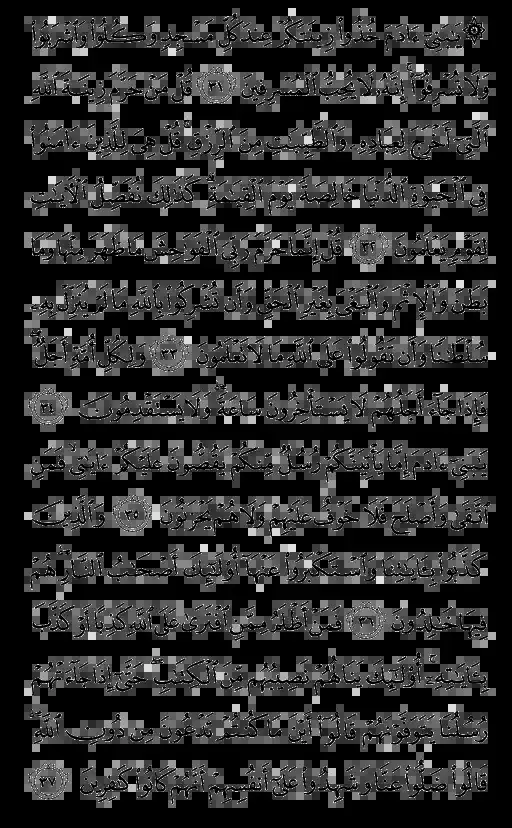 ۞ يَٰبَنِىٓ ءَادَمَ خُذُوا۟ زِينَتَكُمْ عِندَ كُلِّ مَسْجِدٍ وَكُلُوا۟ وَٱشْرَبُوا۟
وَلَا تُسْرِفُوٓا۟ إِنَّهُۥ لَا يُحِبُّ ٱلْمُسْرِفِينَ ٣١ قُلْ مَنْ حَرَّمَ زِينَةَ ٱللَّهِ
ٱلَّتِىٓ أَخْرَجَ لِعِبَادِهِۦ وَٱلطَّيِّبَٰتِ مِنَ ٱلرِّزْقِ قُلْ هِىَ لِلَّذِينَ ءَامَنُوا۟
فِى ٱلْحَيَوٰةِ ٱلدُّنْيَا خَالِصَةً يَوْمَ ٱلْقِيَٰمَةِ كَذَٰلِكَ نُفَصِّلُ ٱلْءَايَٰتِ
لِقَوْمٍ يَعْلَمُونَ ٣٢ قُلْ إِنَّمَا حَرَّمَ رَبِّىَ ٱلْفَوَٰحِشَ مَا ظَهَرَ مِنْهَا وَمَا
بَطَنَ وَٱلْإِثْمَ وَٱلْبَغْىَ بِغَيْرِ ٱلْحَقِّ وَأَن تُشْرِكُوا۟ بِٱللَّهِ مَا لَمْ يُنَزِّلْ بِهِۦ
سُلْطَٰنًا وَأَن تَقُولُوا۟ عَلَى ٱللَّهِ مَا لَا تَعْلَمُونَ ٣٣ وَلِكُلِّ أُمَّةٍ أَجَلٌ
فَإِذَا جَآءَ أَجَلُهُمْ لَا يَسْتَأْخِرُونَ سَاعَةً وَلَا يَسْتَقْدِمُونَ ٣٤
يَٰبَنِىٓ ءَادَمَ إِمَّا يَأْتِيَنَّكُمْ رُسُلٌ مِّنكُمْ يَقُصُّونَ عَلَيْكُمْ ءَايَٰتِى فَمَنِ
ٱتَّقَىٰ وَأَصْلَحَ فَلَا خَوْفٌ عَلَيْهِمْ وَلَا هُمْ يَحْزَنُونَ ٣٥ وَٱلَّذِينَ
كَذَّبُوا۟ بِـَٔايَٰتِنَا وَٱسْتَكْبَرُوا۟ عَنْهَآ أُو۟لَٰٓئِكَ أَصْحَٰبُ ٱلنَّارِ هُمْ
فِيهَا خَٰلِدُونَ ٣٦ فَمَنْ أَظْلَمُ مِمَّنِ ٱفْتَرَىٰ عَلَى ٱللَّهِ كَذِبًا أَوْ كَذَّبَ
بِـَٔايَٰتِهِۦٓ أُو۟لَٰٓئِكَ يَنَالُهُمْ نَصِيبُهُم مِّنَ ٱلْكِتَٰبِ حَتَّىٰٓ إِذَا جَآءَتْهُمْ
رُسُلُنَا يَتَوَفَّوْنَهُمْ قَالُوٓا۟ أَيْنَ مَا كُنتُمْ تَدْعُونَ مِن دُونِ ٱللَّهِ
قَالُوا۟ ضَلُّوا۟ عَنَّا وَشَهِدُوا۟ عَلَىٰٓ أَنفُسِهِمْ أَنَّهُمْ كَانُوا۟ كَٰفِرِينَ ٣٧